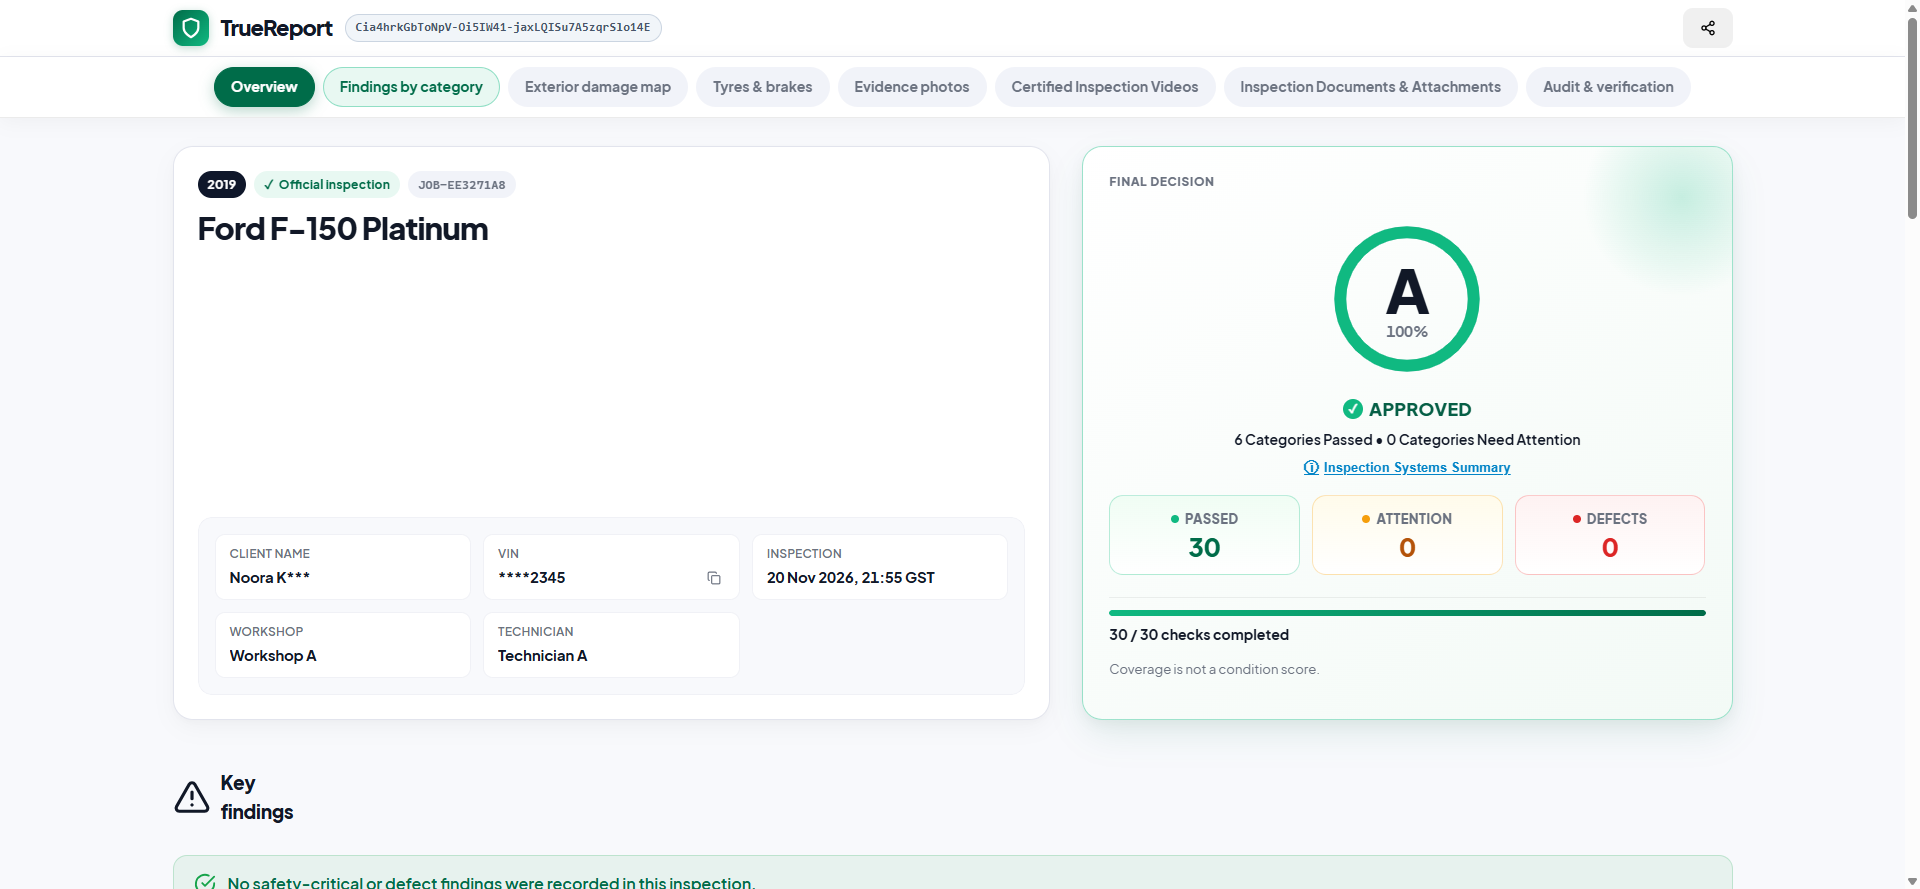 TrueReport
Cia4hrkGbToNpV-Oi5IW41-jaxLQISu7A5zqrSlo14E
Overview
Findings by category
Exterior damage map
Tyres & brakes
Evidence photos
Certified Inspection Videos
Inspection Documents & Attachments
Audit & verification
2019
✓ Official inspection
JOB-EE3271A8
Ford F-150 Platinum
CLIENT NAME
Noora K***
VIN
****2345
INSPECTION
20 Nov 2026, 21:55 GST
WORKSHOP
Workshop A
TECHNICIAN
Technician A
FINAL DECISION
A
100%
APPROVED
6 Categories Passed • 0 Categories Need Attention
Inspection Systems Summary
PASSED
30
ATTENTION
0
DEFECTS
0
30 / 30 checks completed
Coverage is not a condition score.
Key
findings
No safety-critical or defect findings were recorded in this inspection.